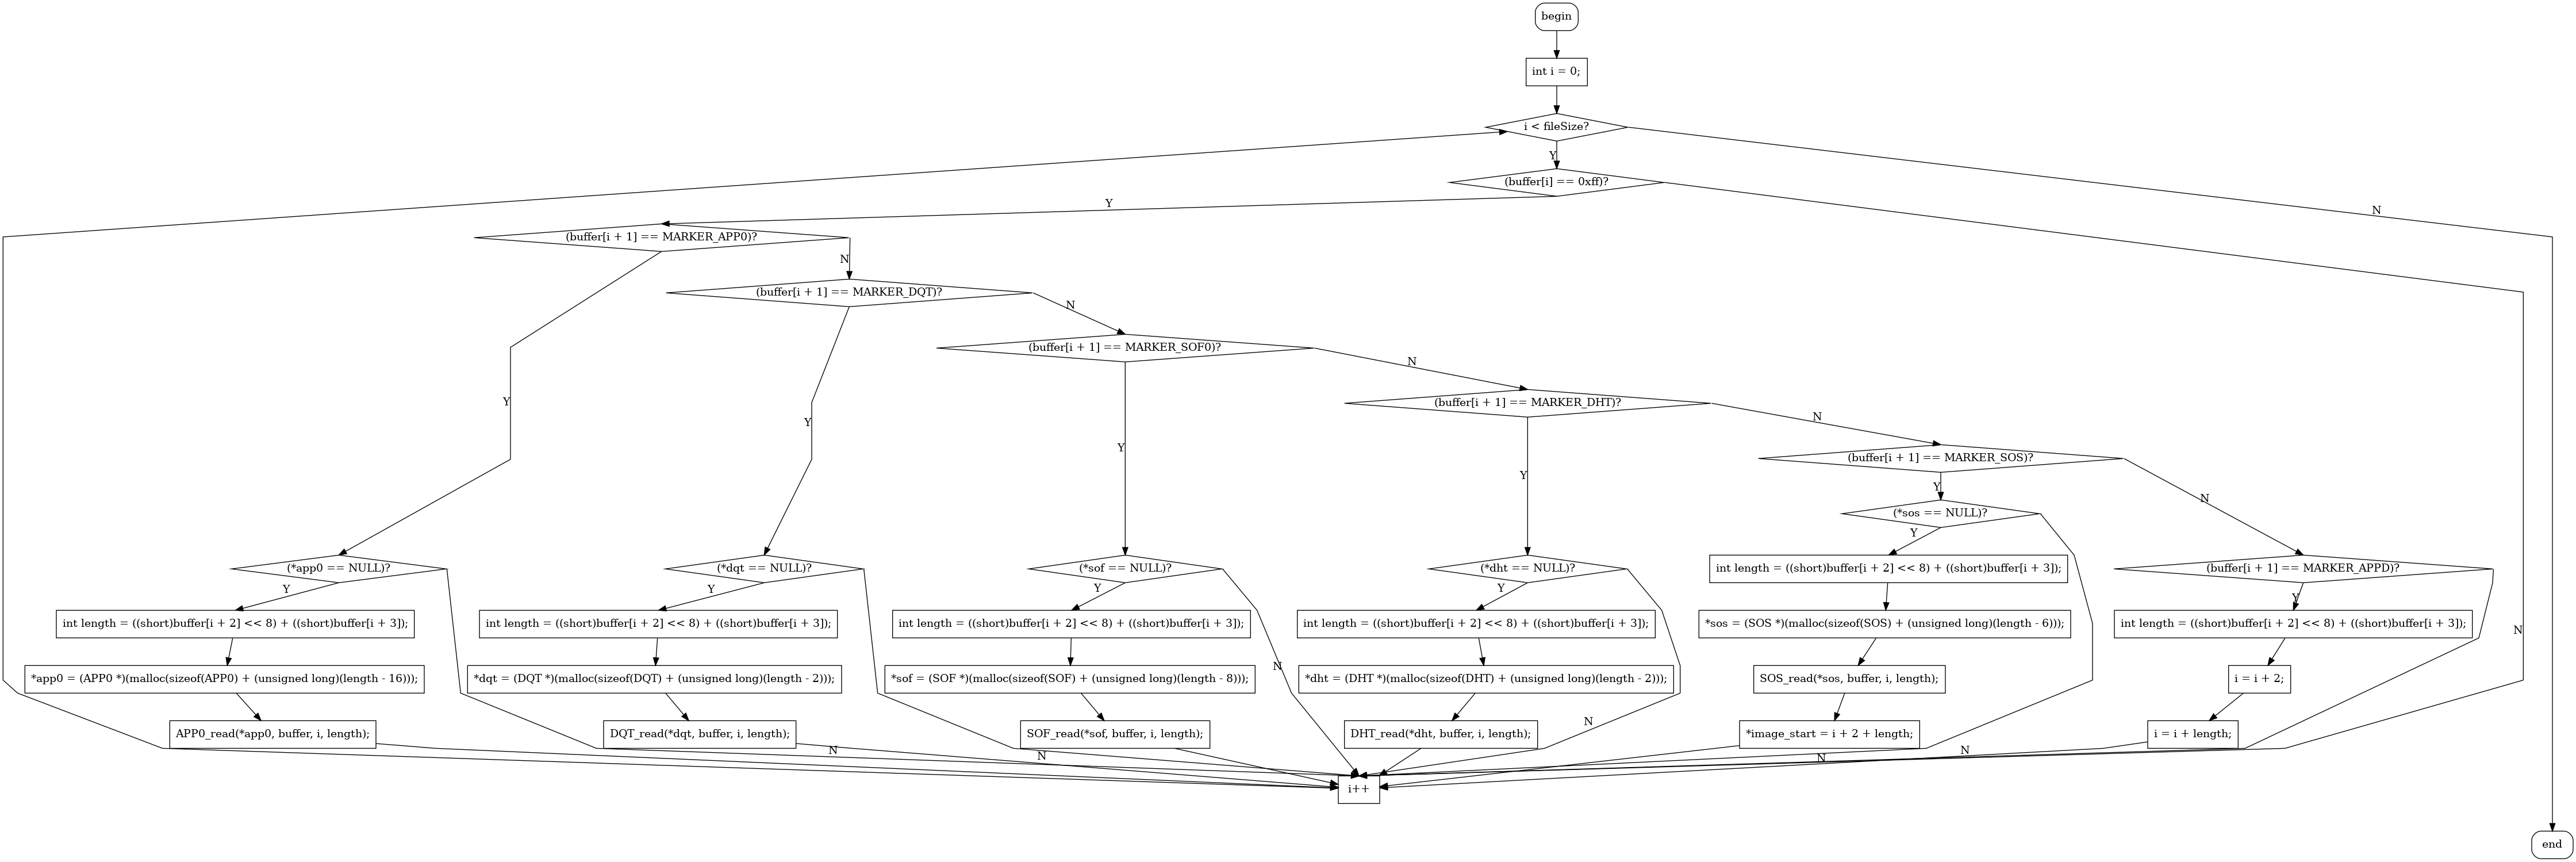 begin
int i = 0;
i < fileSize?
Y
N
(buffer[i] == 0xff)?
Y
(buffer[i + 1] == MARKER_APP0)?
N
(buffer[i + 1] == MARKER_DQT)?
N
(buffer[i + 1] == MARKER_SOF0)?
N
Y
(buffer[i + 1] == MARKER_DHT)?
N
Y
Y
(buffer[i + 1] == MARKER_SOS)?
Y
Y
N
(*sos == NULL)?
Y
(*app0 == NULL)?
(*dqt == NULL)?
(*sof == NULL)?
(*dht == NULL)?
int length = ((short)buffer[i + 2] << 8) + ((short)buffer[i + 3]);
(buffer[i + 1] == MARKER_APPD)?
Y
Y
Y
Y
Y
int length = ((short)buffer[i + 2] << 8) + ((short)buffer[i + 3]);
int length = ((short)buffer[i + 2] << 8) + ((short)buffer[i + 3]);
int length = ((short)buffer[i + 2] << 8) + ((short)buffer[i + 3]);
int length = ((short)buffer[i + 2] << 8) + ((short)buffer[i + 3]);
*sos = (SOS *)(malloc(sizeof(SOS) + (unsigned long)(length - 6)));
int length = ((short)buffer[i + 2] << 8) + ((short)buffer[i + 3]);
N
N
*app0 = (APP0 *)(malloc(sizeof(APP0) + (unsigned long)(length - 16)));
*dqt = (DQT *)(malloc(sizeof(DQT) + (unsigned long)(length - 2)));
*sof = (SOF *)(malloc(sizeof(SOF) + (unsigned long)(length - 8)));
*dht = (DHT *)(malloc(sizeof(DHT) + (unsigned long)(length - 2)));
SOS_read(*sos, buffer, i, length);
i = i + 2;
N
APP0_read(*app0, buffer, i, length);
DQT_read(*dqt, buffer, i, length);
SOF_read(*sof, buffer, i, length);
DHT_read(*dht, buffer, i, length);
*image_start = i + 2 + length;
i = i + length;
N
N
N
N
i++
end